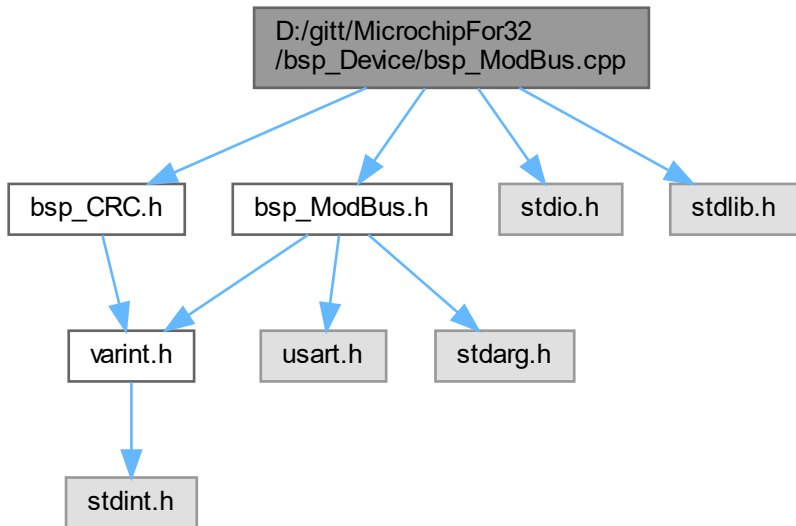 D:/gitt/MicrochipFor32
/bsp_Device/bsp_ModBus.cpp
bsp_CRC.h
bsp_ModBus.h
stdio.h
stdlib.h
varint.h
usart.h
stdarg.h
stdint.h